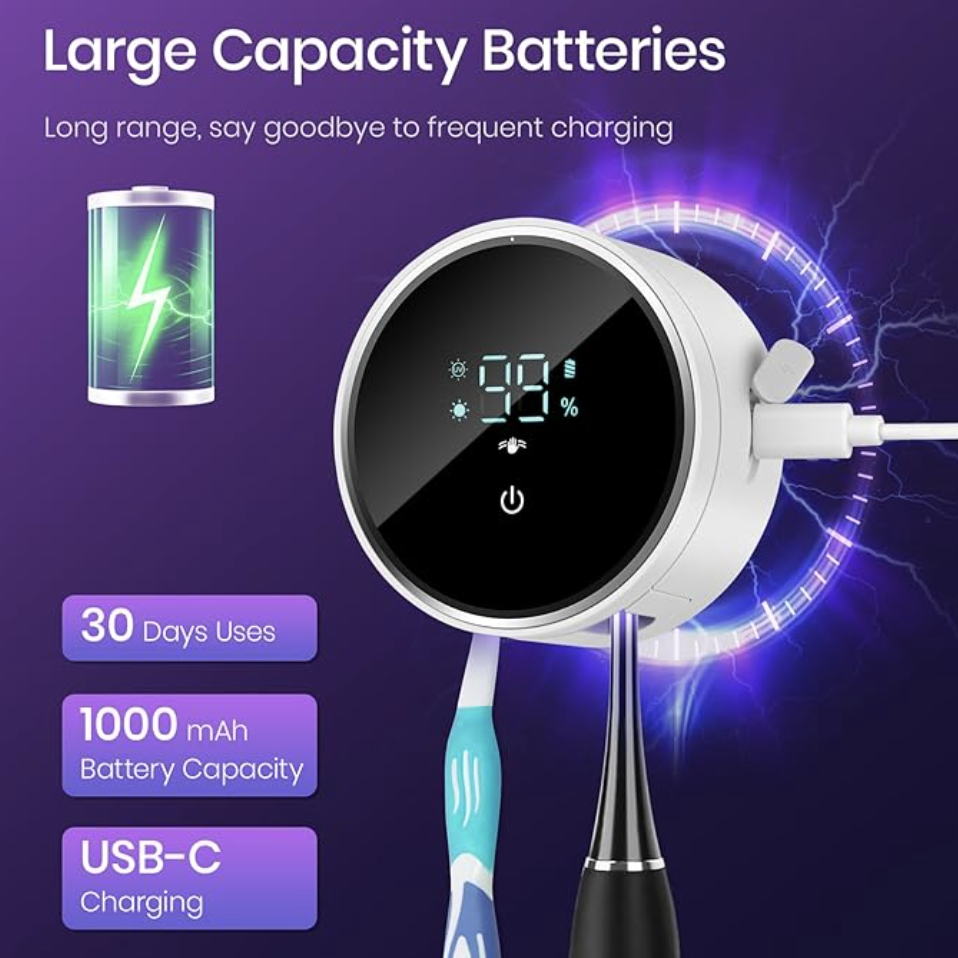 Large Capacity Batteries
Long range, say goodbye to frequent charging
UV
99
%
30 Days Uses
1000 mAh
Battery Capacity
USB-C
Charging